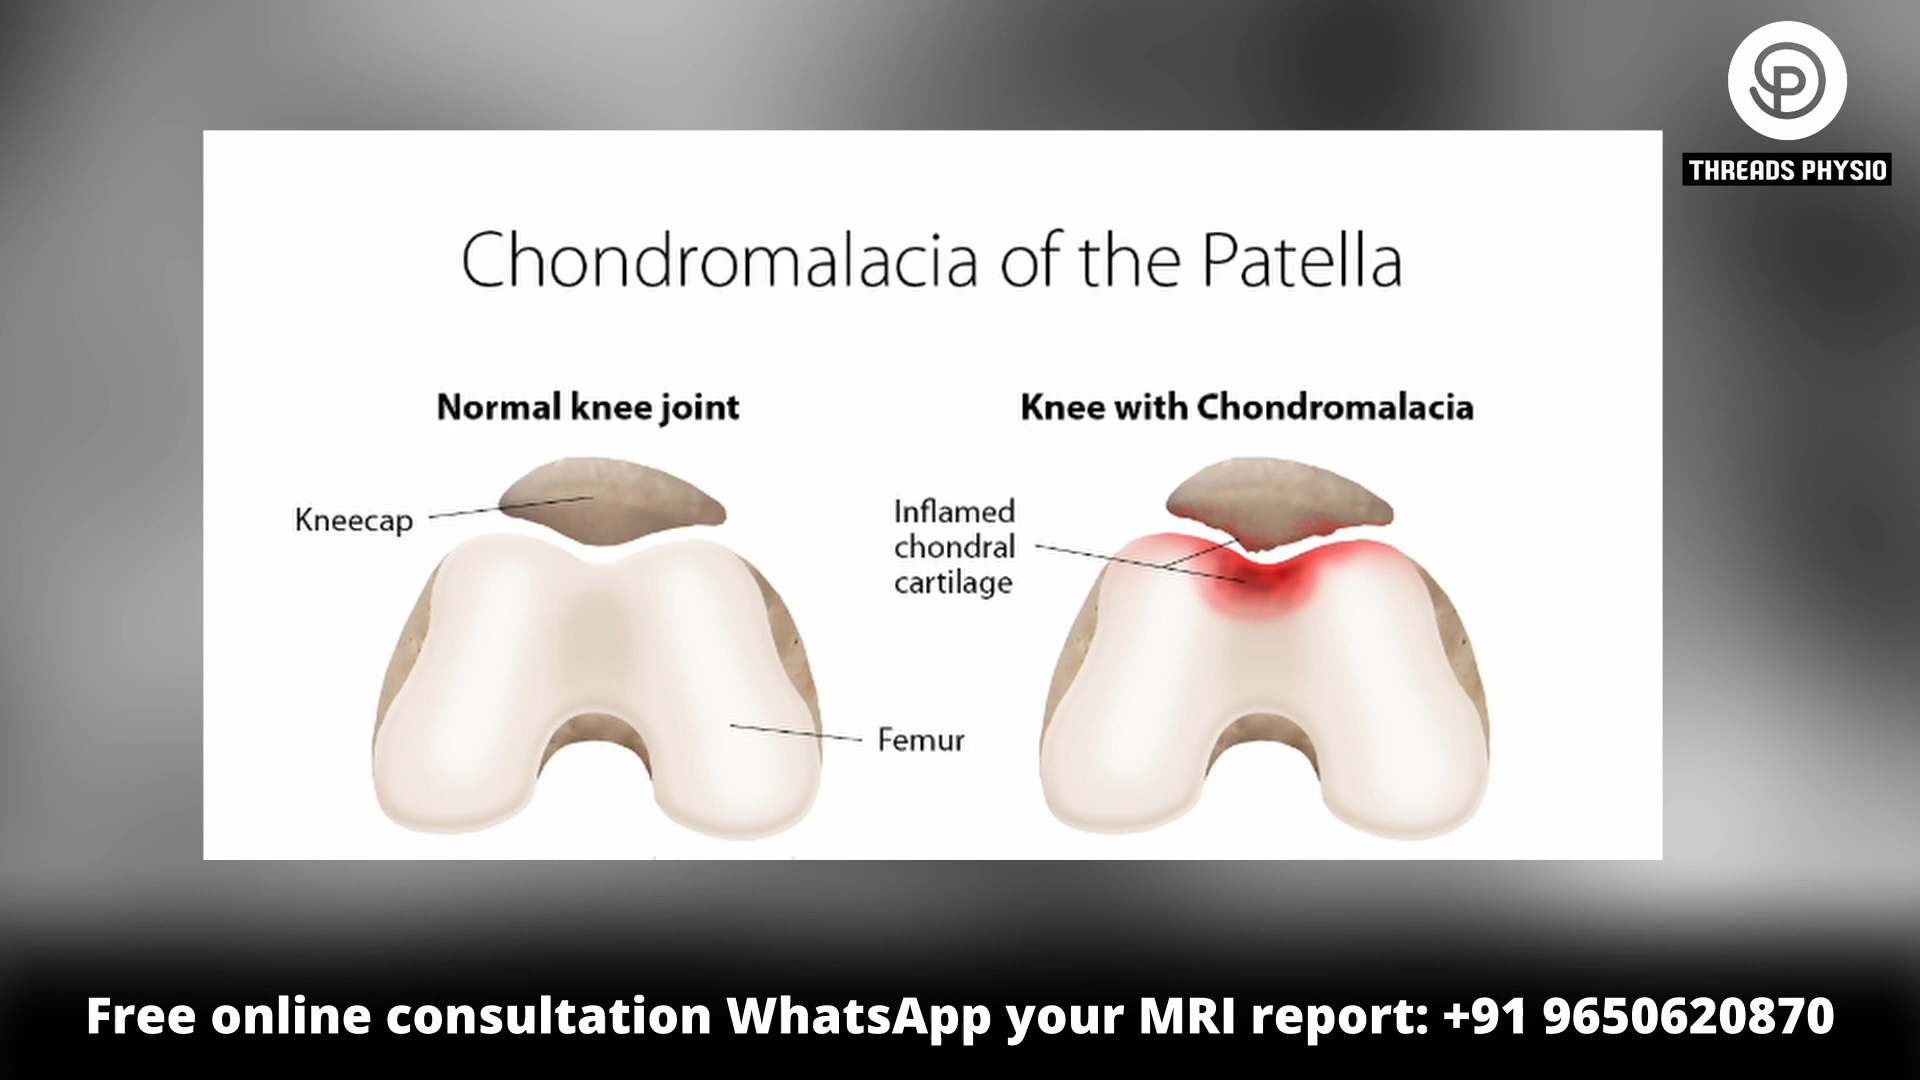 THREADS PHYSIO
Chondromalacia of the Patella
Normal knee joint
Knee with Chondromalacia
Kneecap
Inflamed
chondral
cartilage
Femur
Free online consultation WhatsApp your MRI report: +91 9650620870